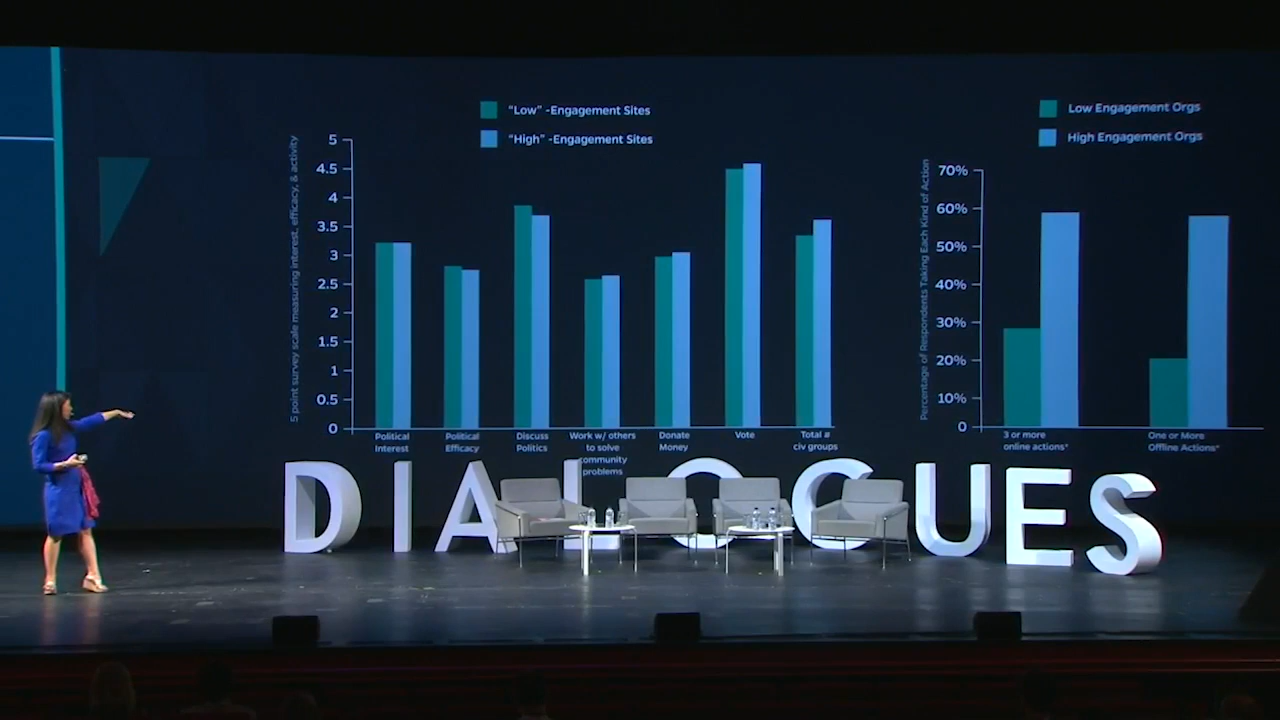 "Low" -Engagement Sites
"High" -Engagement Sites
5 point survey scale measuring interest, efficacy, & activity
5
4.5
4
3.5
3
2.5
2
1.5
1
0.5
0
Political
Interest
Political
Efficacy
Discuss
Politics
Work w/ others
to solve
community
problems
Donate
Money
Vote
Total #
civ groups
Low Engagement Orgs
High Engagement Orgs
Percentage of Respondents Taking Each Kind of Action
70%
60%
50%
40%
30%
20%
10%
0
3 or more
online actions*
One or More
Offline Actions*
DIALOGUES